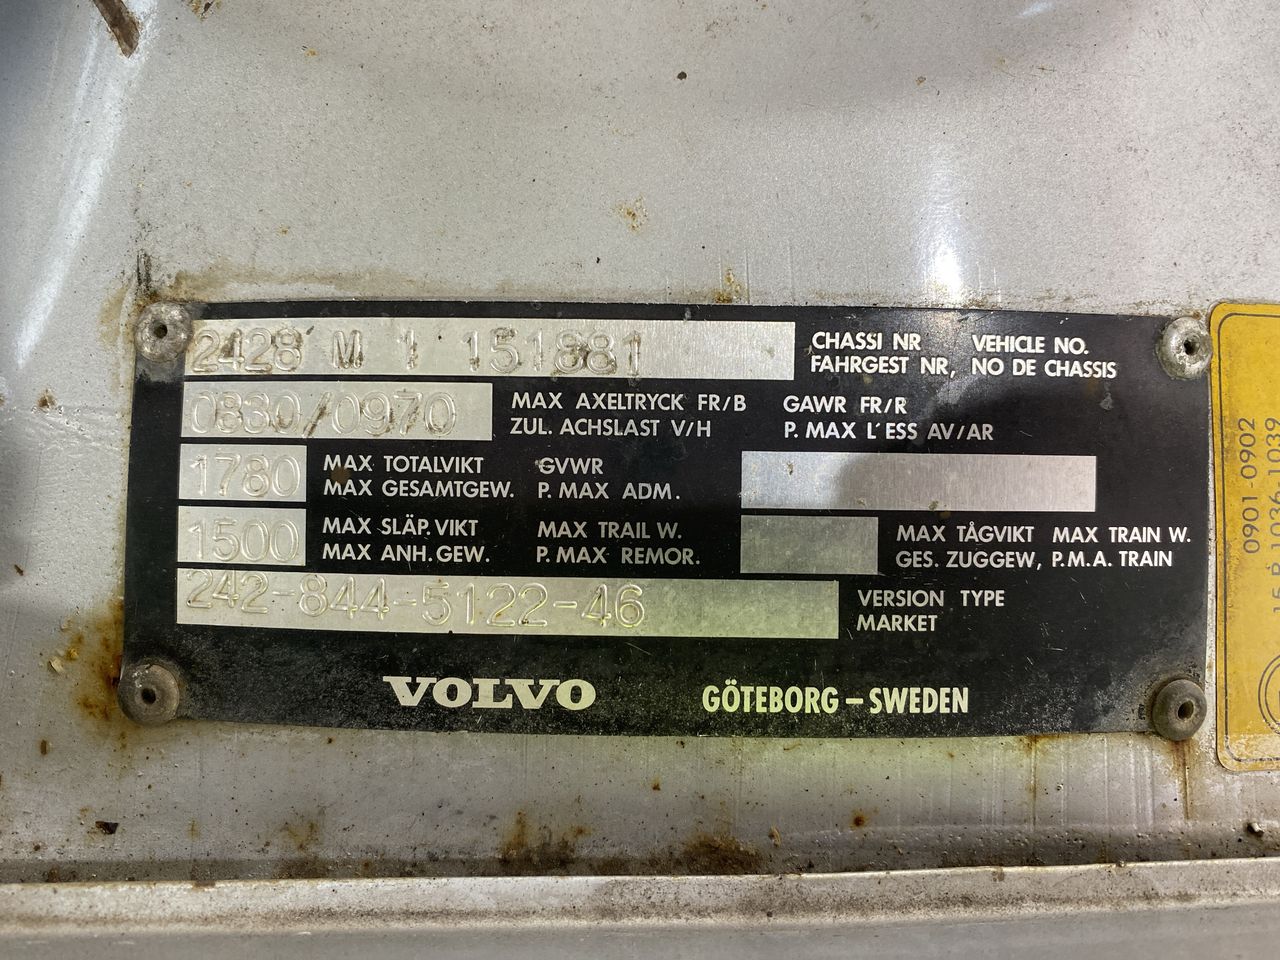 2428 M 1 151881
CHASSI NR VEHICLE NO.
FAHRGEST NR, NO DE CHASSIS
0830/0970
MAX AXELTRYCK FR/B GAWR FR/R
ZUL. ACHSLAST V/H P. MAX L'ESS AV/AR
1780
MAX TOTALVIKT GVWR
MAX GESAMTGEW. P. MAX ADM.
1500
MAX SLÄP. VIKT MAX TRAIL W.
MAX ANH. GEW. P. MAX REMOR.
MAX TÅGVIKT MAX TRAIN W.
GES. ZUGGEW, P.M.A. TRAIN
242-844-5122-46
VERSION TYPE
MARKET
VOLVO GÖTEBORG – SWEDEN
0901-0902
15 R 1036-1039